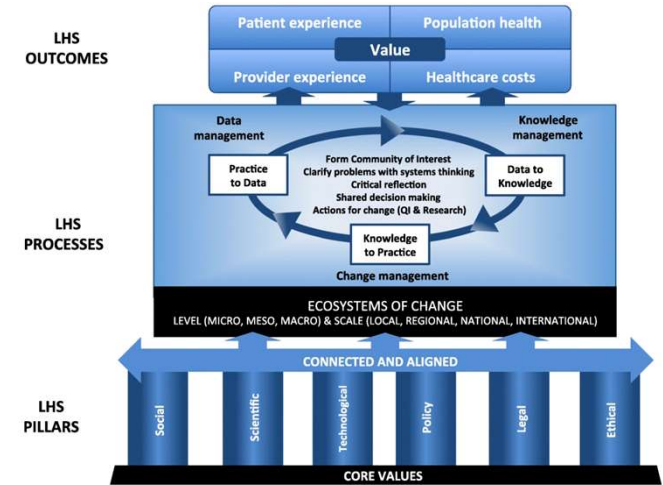 LHS
OUTCOMES
Patient experience
Population health
Value
Provider experience
Healthcare costs
LHS
PROCESSES
Data
management
Knowledge
management
Practice
to Data
Form Community of Interest
Clarify problems with systems thinking
Critical reflection
Shared decision making
Actions for change (QI & Research)
Data to
Knowledge
Knowledge
to Practice
Change management
ECOSYSTEMS OF CHANGE
LEVEL (MICRO, MESO, MACRO) & SCALE (LOCAL, REGIONAL, NATIONAL, INTERNATIONAL)
CONNECTED AND ALIGNED
LHS
PILLARS
Social
Scientific
Technological
Policy
Legal
Ethical
CORE VALUES